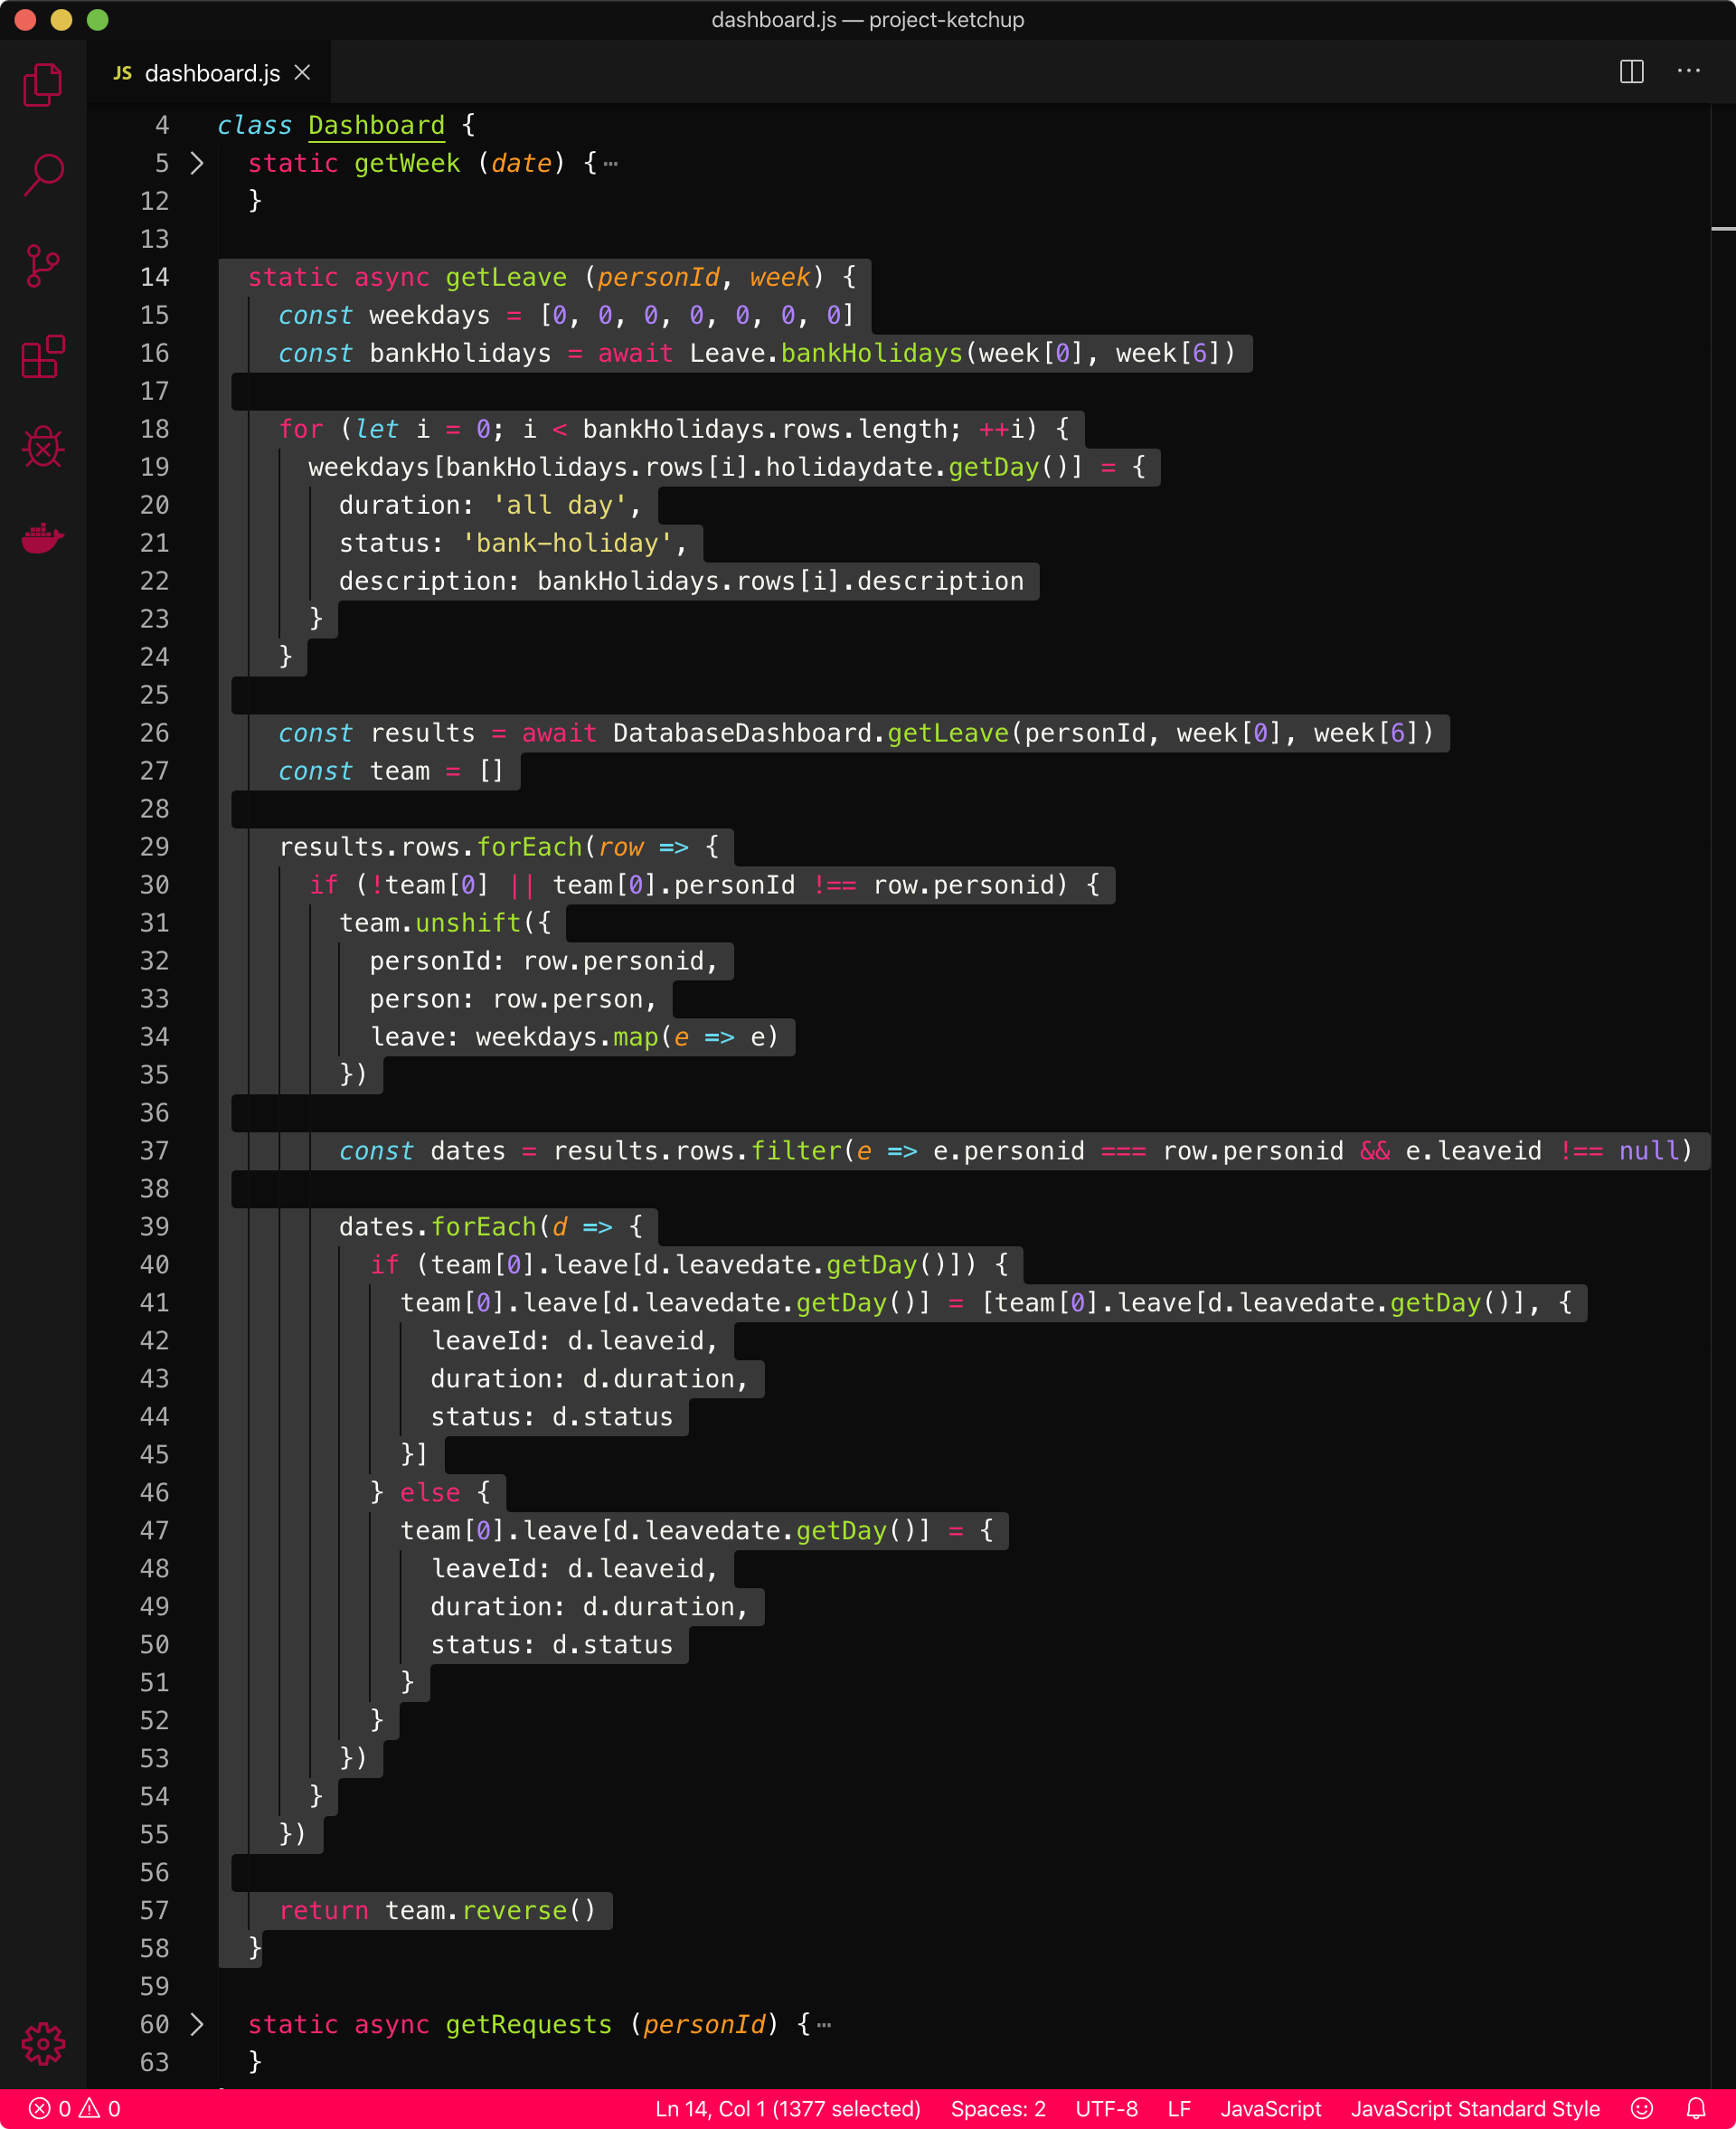 dashboard.js — project-ketchup
JS dashboard.js
4 class Dashboard {
5 static getWeek (date) {…
12 }
13
14 static async getLeave (personId, week) {
15 const weekdays = [0, 0, 0, 0, 0, 0, 0]
16 const bankHolidays = await Leave.bankHolidays(week[0], week[6])
17
18 for (let i = 0; i < bankHolidays.rows.length; ++i) {
19 weekdays[bankHolidays.rows[i].holidaydate.getDay()] = {
20 duration: 'all day',
21 status: 'bank-holiday',
22 description: bankHolidays.rows[i].description
23 }
24 }
25
26 const results = await DatabaseDashboard.getLeave(personId, week[0], week[6])
27 const team = []
28
29 results.rows.forEach(row => {
30 if (!team[0] || team[0].personId !== row.personid) {
31 team.unshift({
32 personId: row.personid,
33 person: row.person,
34 leave: weekdays.map(e => e)
35 })
36
37 const dates = results.rows.filter(e => e.personid === row.personid && e.leaveid !== null)
38
39 dates.forEach(d => {
40 if (team[0].leave[d.leavedate.getDay()]) {
41 team[0].leave[d.leavedate.getDay()] = [team[0].leave[d.leavedate.getDay()], {
42 leaveId: d.leaveid,
43 duration: d.duration,
44 status: d.status
45 }]
46 } else {
47 team[0].leave[d.leavedate.getDay()] = {
48 leaveId: d.leaveid,
49 duration: d.duration,
50 status: d.status
51 }
52 }
53 })
54 }
55 })
56
57 return team.reverse()
58 }
59
60 static async getRequests (personId) {…
63 }
0 0 Ln 14, Col 1 (1377 selected) Spaces: 2 UTF-8 LF JavaScript JavaScript Standard Style